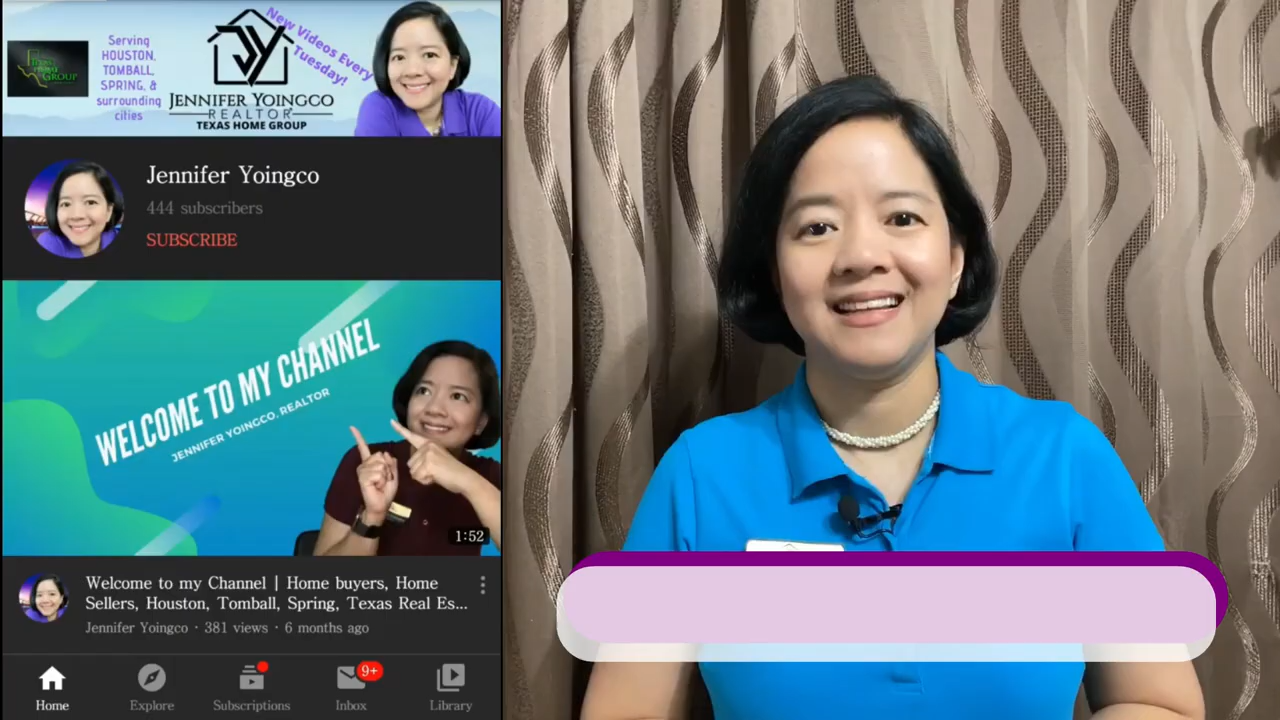 Serving
HOUSTON,
TOMBALL,
SPRING, &
surrounding
cities
JY
JENNIFER YOINGCO
REALTOR
TEXAS HOME GROUP
New Videos Every
Tuesday!
Jennifer Yoingco
444 subscribers
SUBSCRIBE
WELCOME TO MY CHANNEL
JENNIFER YOINGCO, REALTOR
1:52
Welcome to my Channel | Home buyers, Home
Sellers, Houston, Tomball, Spring, Texas Real Es...
Jennifer Yoingco · 381 views · 6 months ago
9+
Home
Explore
Subscriptions
Inbox
Library